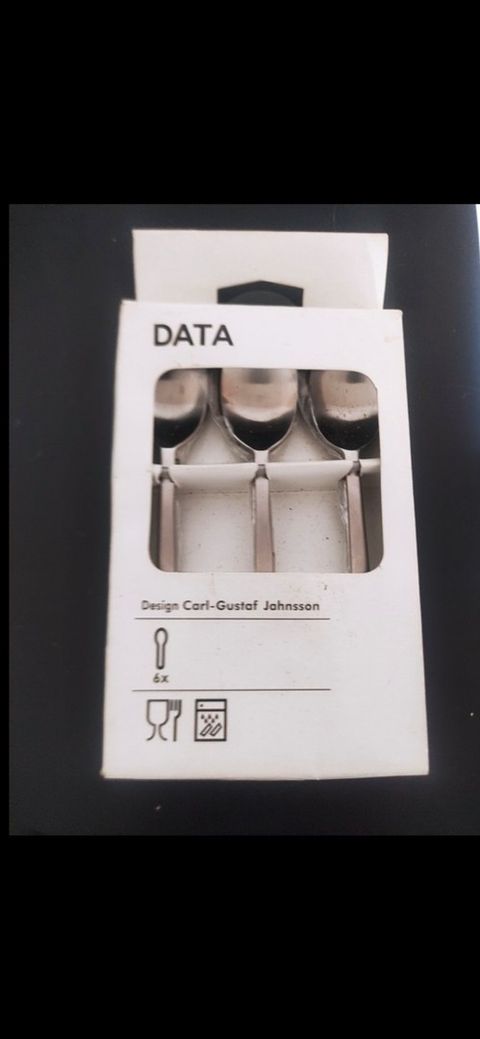 DATA
Design Carl-Gustaf Jahnsson
6x